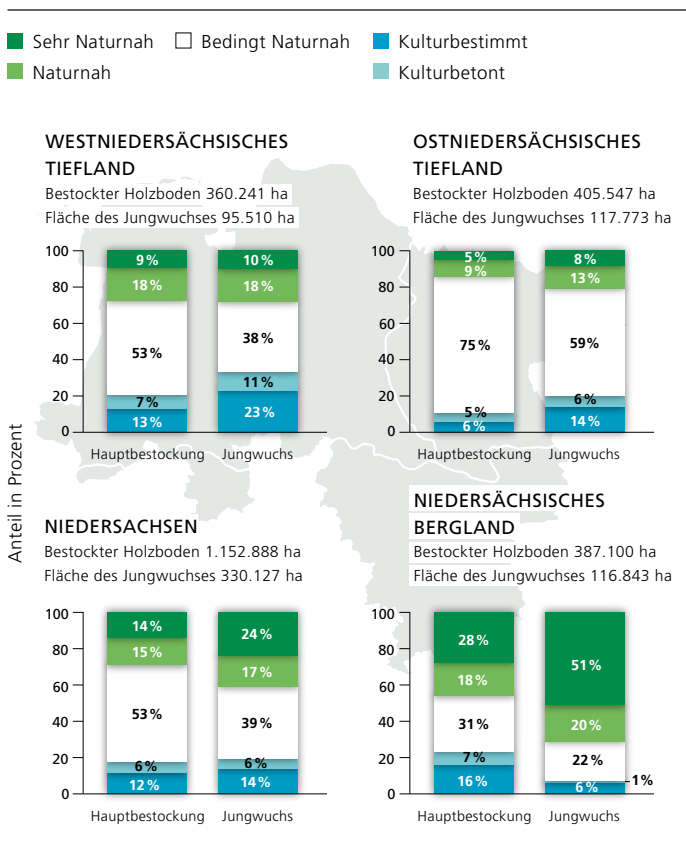 Sehr Naturnah
Bedingt Naturnah
Kulturbestimmt
Naturnah
Kulturbetont
WESTNIEDERSÄCHSISCHES
TIEFLAND
Bestockter Holzboden 360.241 ha
Fläche des Jungwuchses 95.510 ha
100
80
60
40
20
0
9 %
18 %
53 %
7 %
13 %
10 %
18 %
38 %
11 %
23 %
Hauptbestockung Jungwuchs
OSTNIEDERSÄCHSISCHES
TIEFLAND
Bestockter Holzboden 405.547 ha
Fläche des Jungwuchses 117.773 ha
100
80
60
40
20
0
5 %
9 %
75 %
5 %
6 %
8 %
13 %
59 %
6 %
14 %
Hauptbestockung Jungwuchs
Anteil in Prozent
NIEDERSACHSEN
Bestockter Holzboden 1.152.888 ha
Fläche des Jungwuchses 330.127 ha
100
80
60
40
20
0
14 %
15 %
53 %
6 %
12 %
24 %
17 %
39 %
6 %
14 %
Hauptbestockung Jungwuchs
NIEDERSÄCHSISCHES
BERGLAND
Bestockter Holzboden 387.100 ha
Fläche des Jungwuchses 116.843 ha
100
80
60
40
20
0
28 %
18 %
31 %
7 %
16 %
51 %
20 %
22 %
1 %
6 %
Hauptbestockung Jungwuchs